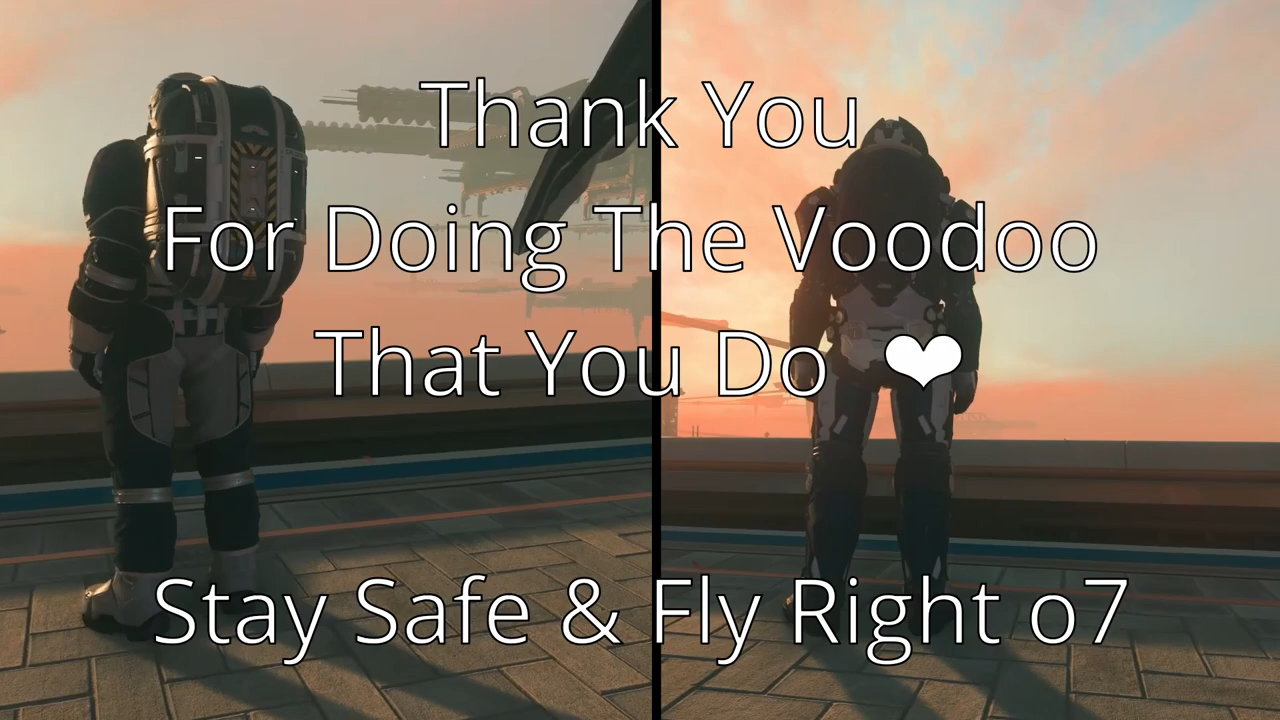 Thank You
For Doing The Voodoo
That You Do ❤
Stay Safe & Fly Right o7